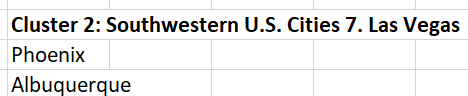 Cluster 2: Southwestern U.S. Cities 7. Las Vegas
Phoenix
Albuquerque